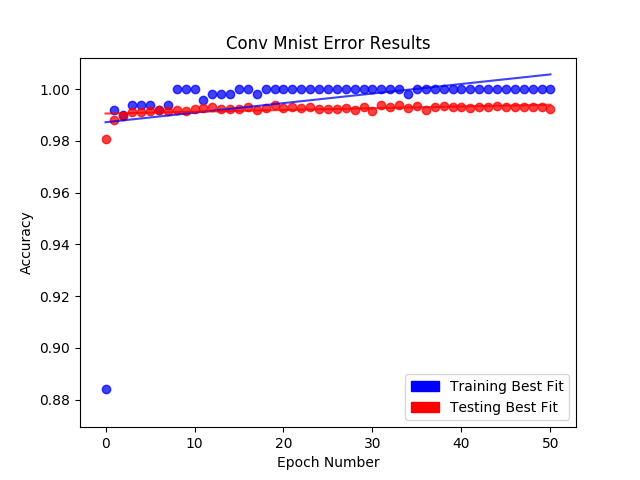 Conv Mnist Error Results
Accuracy
1.00
0.98
0.96
0.94
0.92
0.90
0.88
Training Best Fit
Testing Best Fit
0 10 20 30 40 50
Epoch Number